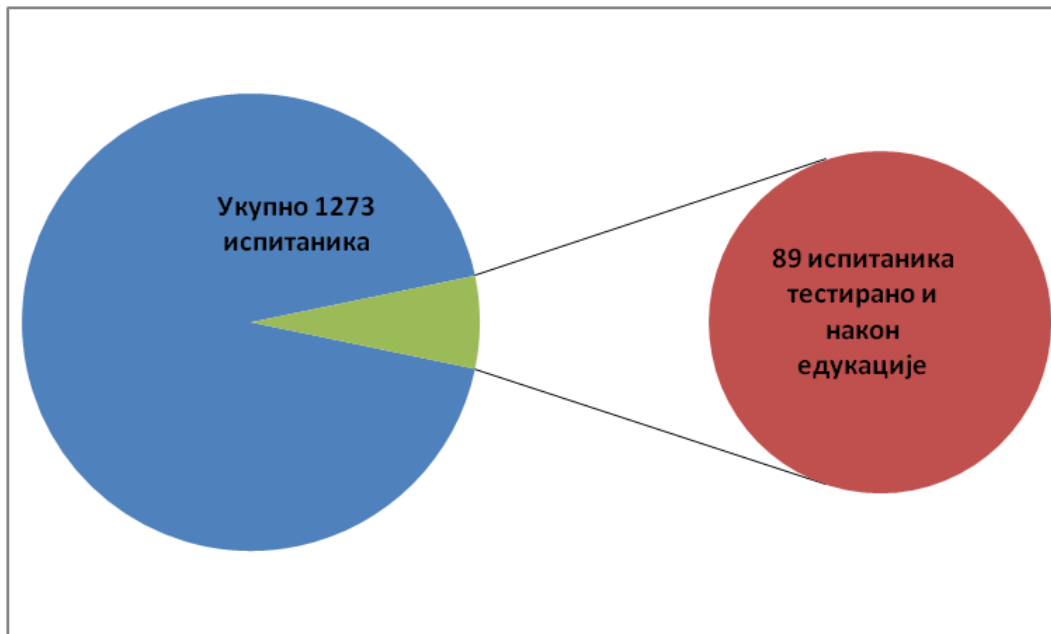 Укупно 1273
испитаника
89 испитаника
тестирано и
након
едукације